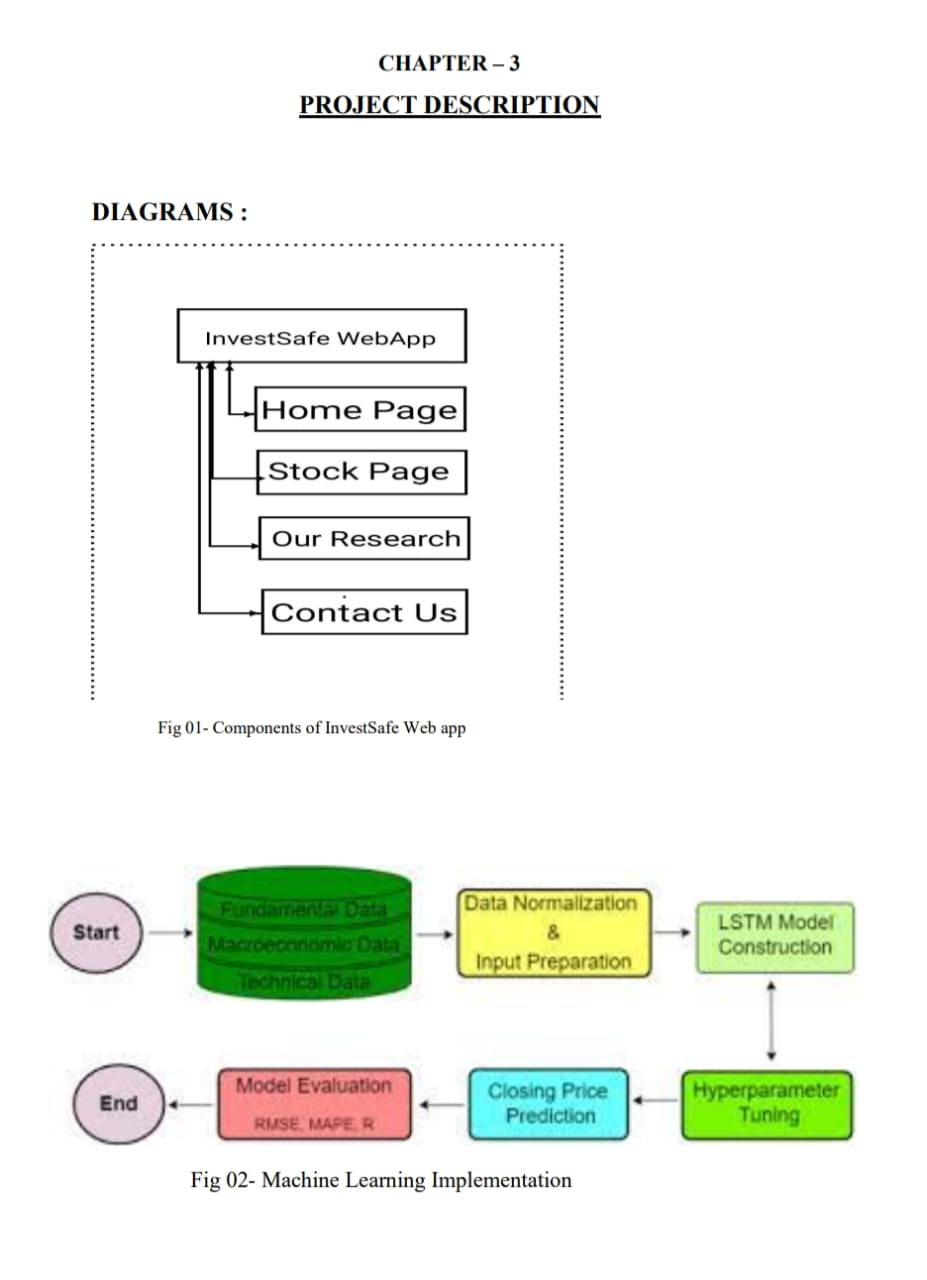 CHAPTER – 3
PROJECT DESCRIPTION
DIAGRAMS :
InvestSafe WebApp
Home Page
Stock Page
Our Research
Contact Us
Fig 01- Components of InvestSafe Web app
Start
Fundamental Data
Macroeconomic Data
Technical Data
Data Normalization
&
Input Preparation
LSTM Model
Construction
Hyperparameter
Tuning
Closing Price
Prediction
Model Evaluation
RMSE, MAPE, R
End
Fig 02- Machine Learning Implementation